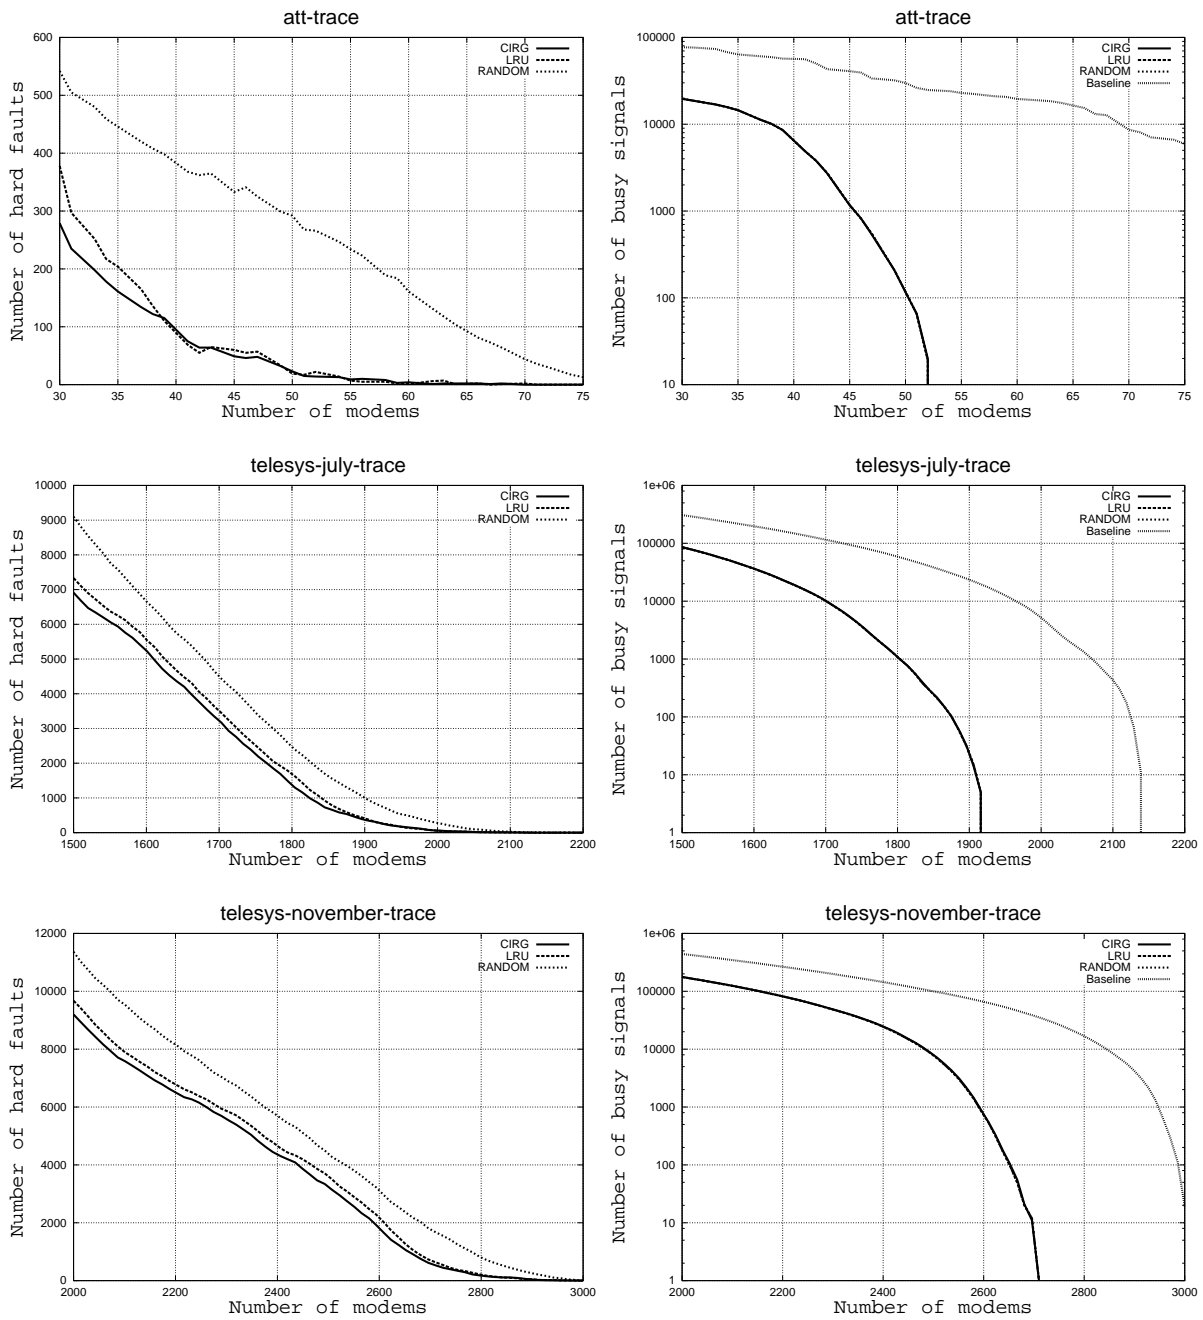 att-trace
600
500
400
300
200
100
0
30 35 40 45 50 55 60 65 70 75
Number of hard faults
Number of modems
CIRG
LRU
RANDOM
att-trace
100000
10000
1000
100
10
30 35 40 45 50 55 60 65 70 75
Number of busy signals
Number of modems
CIRG
LRU
RANDOM
Baseline
telesys-july-trace
10000
9000
8000
7000
6000
5000
4000
3000
2000
1000
0
1500 1600 1700 1800 1900 2000 2100 2200
Number of hard faults
Number of modems
CIRG
LRU
RANDOM
telesys-july-trace
1e+06
100000
10000
1000
100
10
1
1500 1600 1700 1800 1900 2000 2100 2200
Number of busy signals
Number of modems
CIRG
LRU
RANDOM
Baseline
telesys-november-trace
12000
10000
8000
6000
4000
2000
0
2000 2200 2400 2600 2800 3000
Number of hard faults
Number of modems
CIRG
LRU
RANDOM
telesys-november-trace
1e+06
100000
10000
1000
100
10
1
2000 2200 2400 2600 2800 3000
Number of busy signals
Number of modems
CIRG
LRU
RANDOM
Baseline